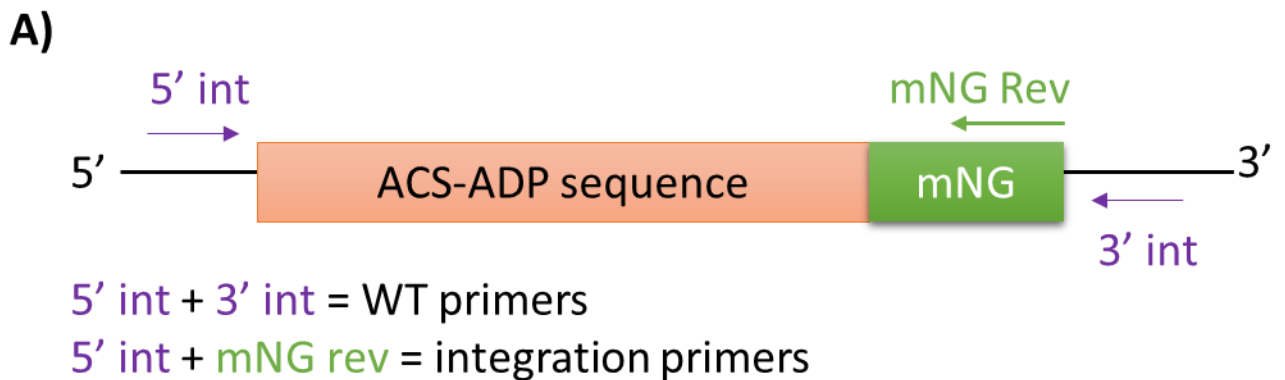 A)
5’ int
mNG Rev
5’
ACS-ADP sequence
mNG
3’
3’ int
5’ int + 3’ int = WT primers
5’ int + mNG rev = integration primers